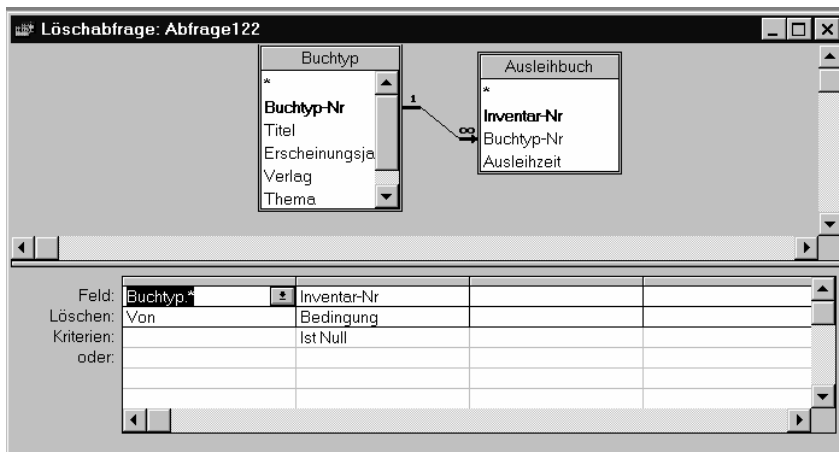 Löschabfrage: Abfrage122
Buchtyp
*
Buchtyp-Nr
Titel
Erscheinungsja
Verlag
Thema
1
∞
Ausleihbuch
*
Inventar-Nr
Buchtyp-Nr
Ausleihzeit
Feld: Buchtyp.* Inventar-Nr
Löschen: Von Bedingung
Kriterien: Ist Null
oder: